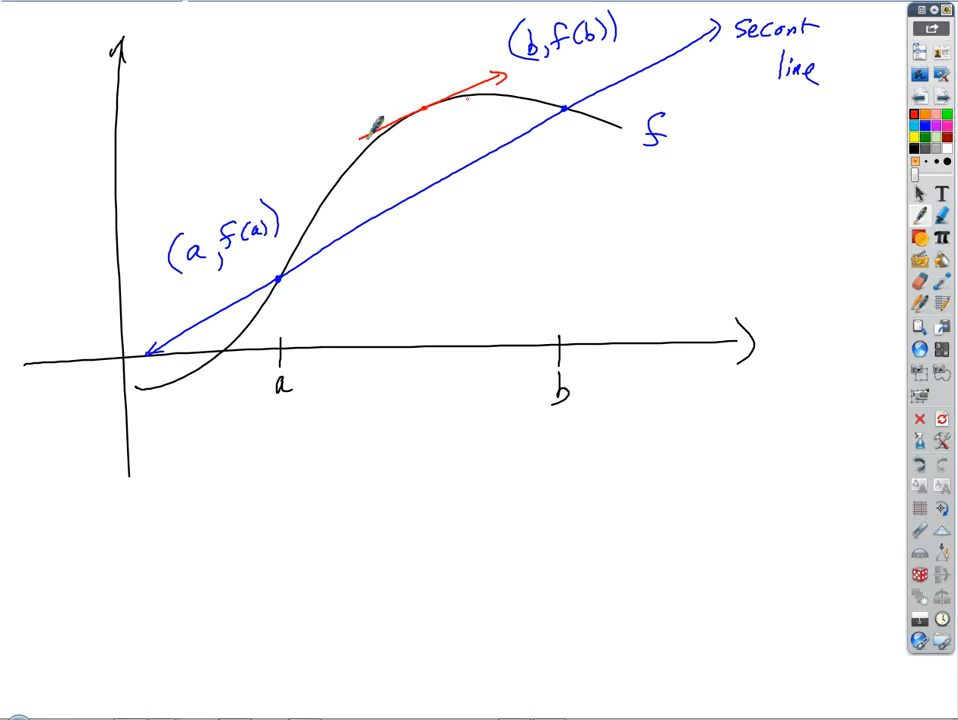 (b, f(b))
secant
line
f
(a, f(a))
a
b